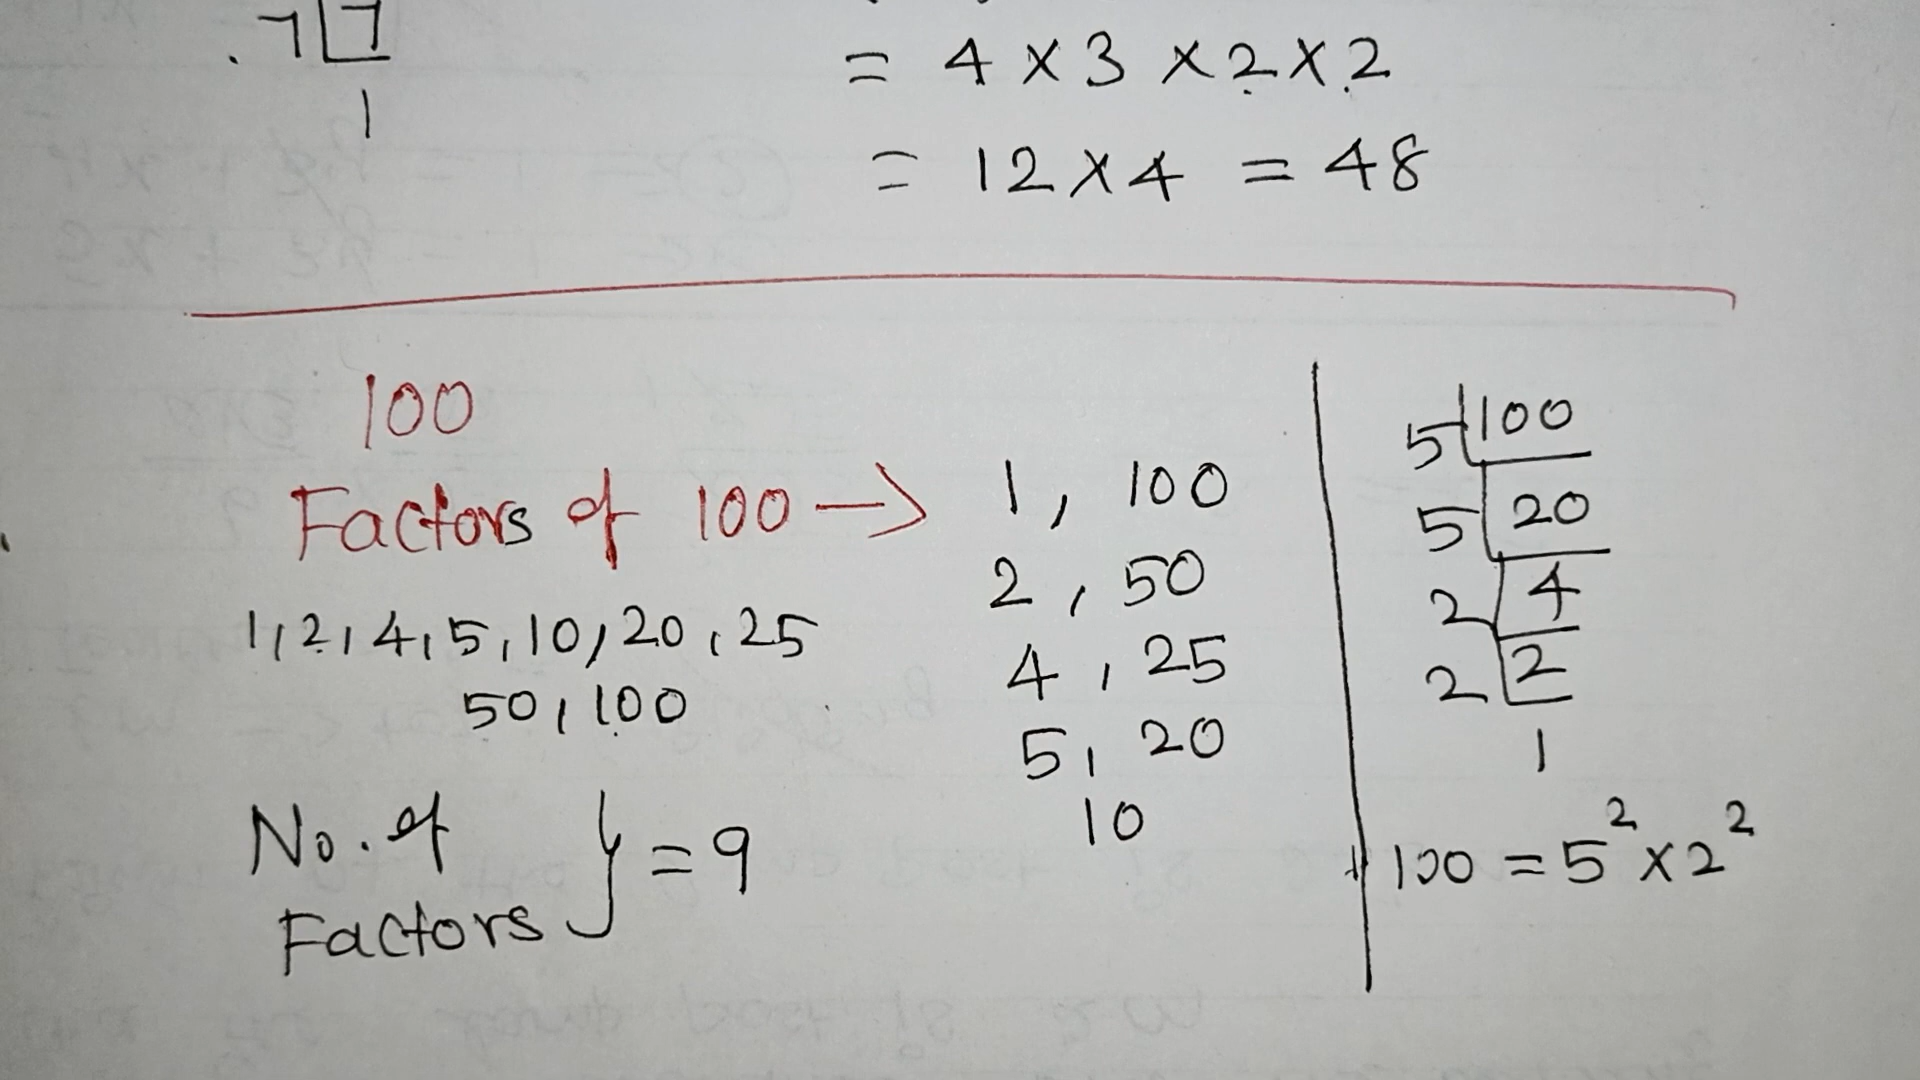 7 7
1
= 4 x 3 x 2 x 2
= 12 x 4 = 48
100
Factors of 100 → 1, 100
2, 50
4, 25
5, 20
10
1, 2, 4, 5, 10, 20, 25
50, 100
No. of
Factors } = 9
5 100
5 20
2 4
2 2
1
100 = 5² x 2²